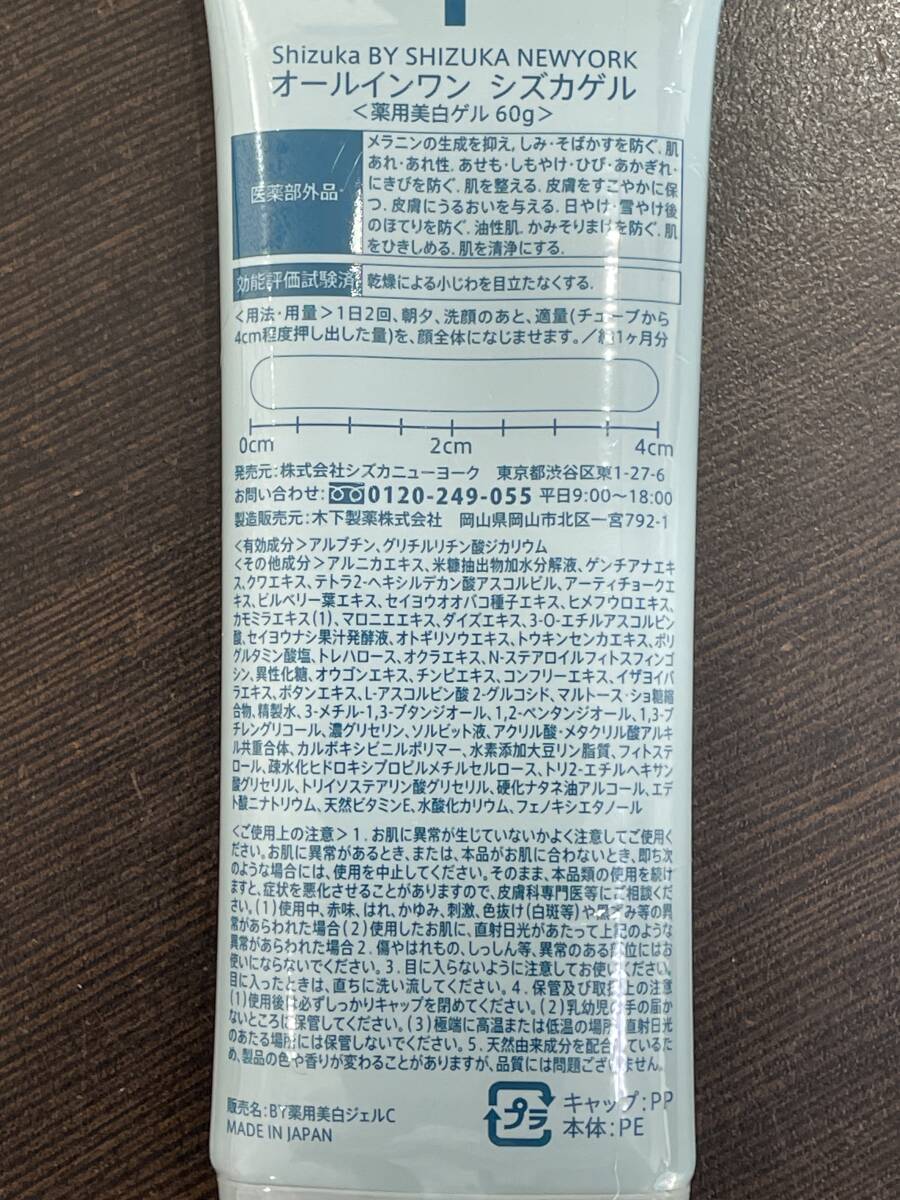 Shizuka BY SHIZUKA NEWYORK
オールインワン シズカゲル
<薬用美白ゲル 60g>
医薬部外品
メラニンの生成を抑え, しみ・そばかすを防ぐ. 肌
あれ・あれ性. あせも・しもやけ・ひび・あかぎれ・
にきびを防ぐ. 肌を整える. 皮膚をすこやかに保
つ. 皮膚にうるおいを与える. 日やけ・雪やけ後
のほてりを防ぐ. 油性肌. かみそりまけを防ぐ. 肌
をひきしめる. 肌を清浄にする.
効能評価試験済
乾燥による小じわを目立たなくする.
<用法・用量>1日2回、朝夕、洗顔のあと、適量(チューブから
4cm程度押し出した量)を、顔全体になじませます。/約1ヶ月分
0cm 2cm 4cm
発売元:株式会社シズカニューヨーク 東京都渋谷区東1-27-6
お問い合わせ: 0120-249-055 平日9:00~18:00
製造販売元:木下製薬株式会社 岡山県岡山市北区一宮792-1
<有効成分>アルブチン、グリチルリチン酸ジカリウム
<その他成分>アルニカエキス、米糠抽出物加水分解液、ゲンチアナエキ
ス、クワエキス、テトラ2-ヘキシルデカン酸アスコルビル、アーティチョークエ
キス、ビルベリー葉エキス、セイヨウオオバコ種子エキス、ヒメフウロエキス、
カモミラエキス(1)、マロニエエキス、ダイズエキス、3-O-エチルアスコルビン
酸、セイヨウナシ果汁発酵液、オトギリソウエキス、トウキンセンカエキス、ポリ
グルタミン酸塩、トレハロース、オクラエキス、N-ステアロイルフィトスフィンゴ
シン、異性化糖、オウゴンエキス、チンピエキス、コンフリーエキス、イザヨイバ
ラエキス、ボタンエキス、L-アスコルビン酸 2-グルコシド、マルトース・ショ糖縮
合物、精製水、3-メチル-1,3-ブタンジオール、1,2-ペンタンジオール、1,3-ブ
チレングリコール、濃グリセリン、ソルビット液、アクリル酸・メタクリル酸アルキ
ル共重合体、カルボキシビニルポリマー、水素添加大豆リン脂質、フィトステ
ロール、疎水化ヒドロキシプロピルメチルセルロース、トリ2-エチルヘキサン
酸グリセリル、トリイソステアリン酸グリセリル、硬化ナタネ油アルコール、エデ
ト酸二ナトリウム、天然ビタミンE、水酸化カリウム、フェノキシエタノール
<ご使用上の注意>1. お肌に異常が生じていないかよく注意してご使用く
ださい。お肌に異常があるとき、または、本品がお肌に合わないとき、即ち次
のような場合には、使用を中止してください。そのまま、本品類の使用を続け
ますと、症状を悪化させることがありますので、皮膚科専門医等にご相談くだ
さい。(1)使用中、赤味、はれ、かゆみ、刺激、色抜け(白斑等)や黒ずみ等の異
常があらわれた場合(2)使用したお肌に、直射日光があたって上記のような
異常があらわれた場合2. 傷やはれもの、しっしん等、異常のある部位にはお
使いにならないでください。3. 目に入らないように注意してお使いください。
目に入ったときは、直ちに洗い流してください。4. 保管及び取扱上の注意
(1)使用後は必ずしっかりキャップを閉めてください。(2)乳幼児の手の届か
ないところに保管してください。(3)極端に高温または低温の場所、直射日光
のあたる場所には保管しないでください。5. 天然由来成分を配合しているた
め、製品の色や香りが変わることがありますが、品質には問題ございません。
販売名:BY薬用美白ジェルC
MADE IN JAPAN
プラ
キャップ:PP
本体:PE